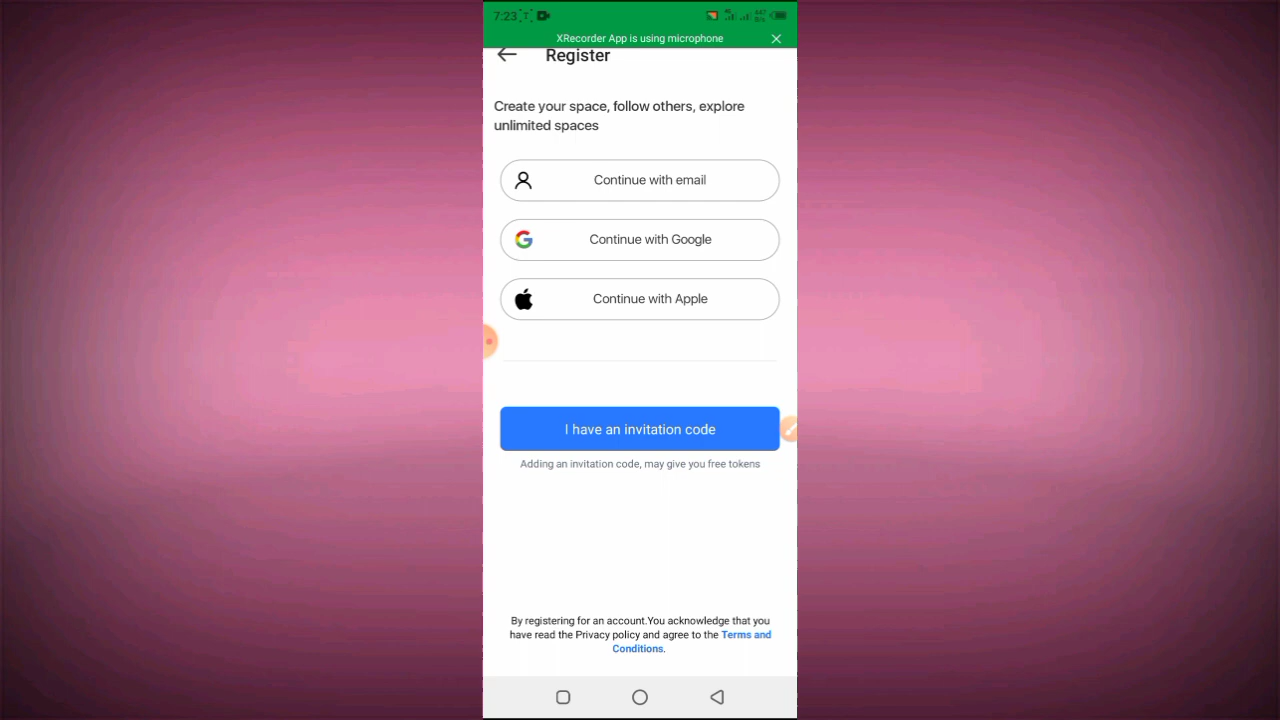 7:23
XRecorder App is using microphone
Register
Create your space, follow others, explore
unlimited spaces
Continue with email
Continue with Google
Continue with Apple
I have an invitation code
Adding an invitation code, may give you free tokens
By registering for an account.You acknowledge that you
have read the Privacy policy and agree to the Terms and
Conditions.